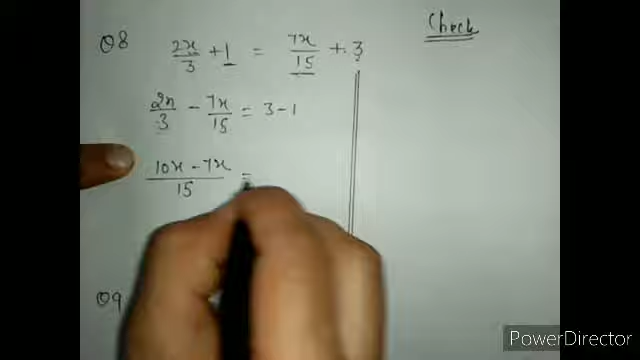 Check
Q8 2x/3 + 1 = 7x/15 + 3
2x/3 - 7x/15 = 3 - 1
10x - 7x/15 =
Q9
PowerDirector